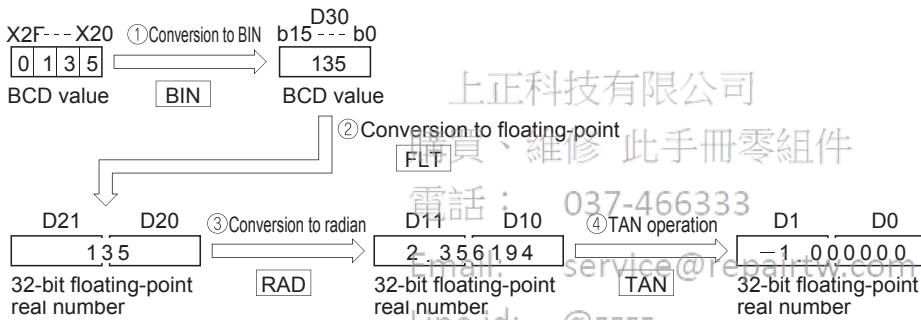 X2F---X20 ①Conversion to BIN D30
b15 --- b0
0 1 3 5 135
BCD value BIN BCD value
上正科技有限公司
②Conversion to floating-point
購買、維修 此手冊零組件
FLT
電話: 037-466333
D21 D20 ③Conversion to radian D11 D10 ④TAN operation D1 D0
135 2.356194 −1.000000
Email: service@repairtw.com
32-bit floating-point real number RAD 32-bit floating-point real number TAN 32-bit floating-point real number